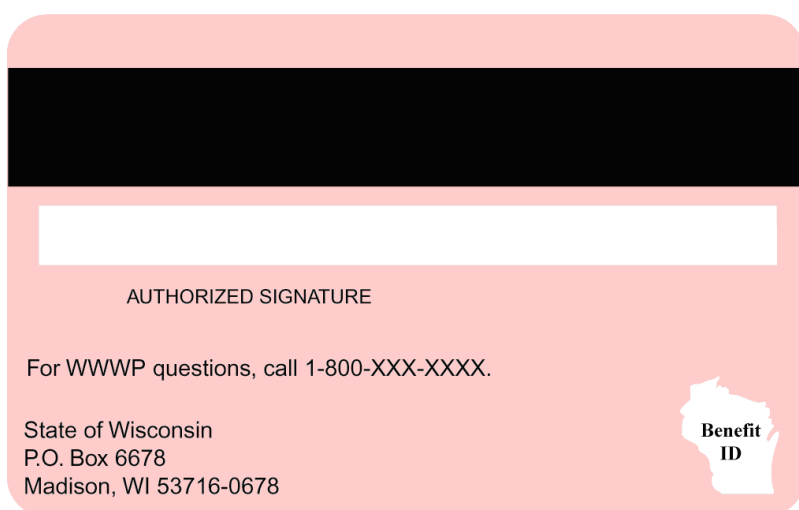 AUTHORIZED SIGNATURE
For WWWP questions, call 1-800-XXX-XXXX.
State of Wisconsin
P.O. Box 6678
Madison, WI 53716-0678
Benefit
ID